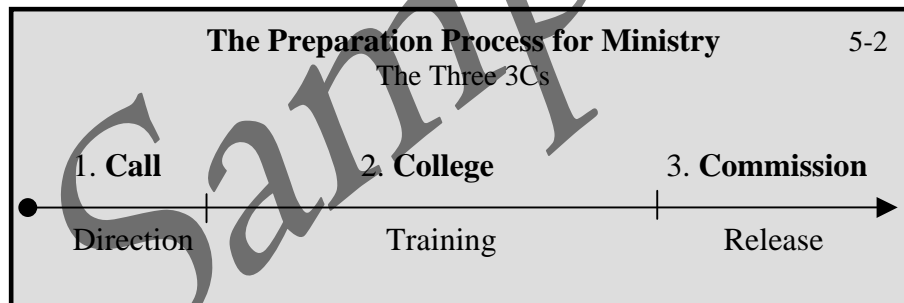 The Preparation Process for Ministry 5-2
The Three 3Cs
1. Call 2. College 3. Commission
Direction Training Release
Samp